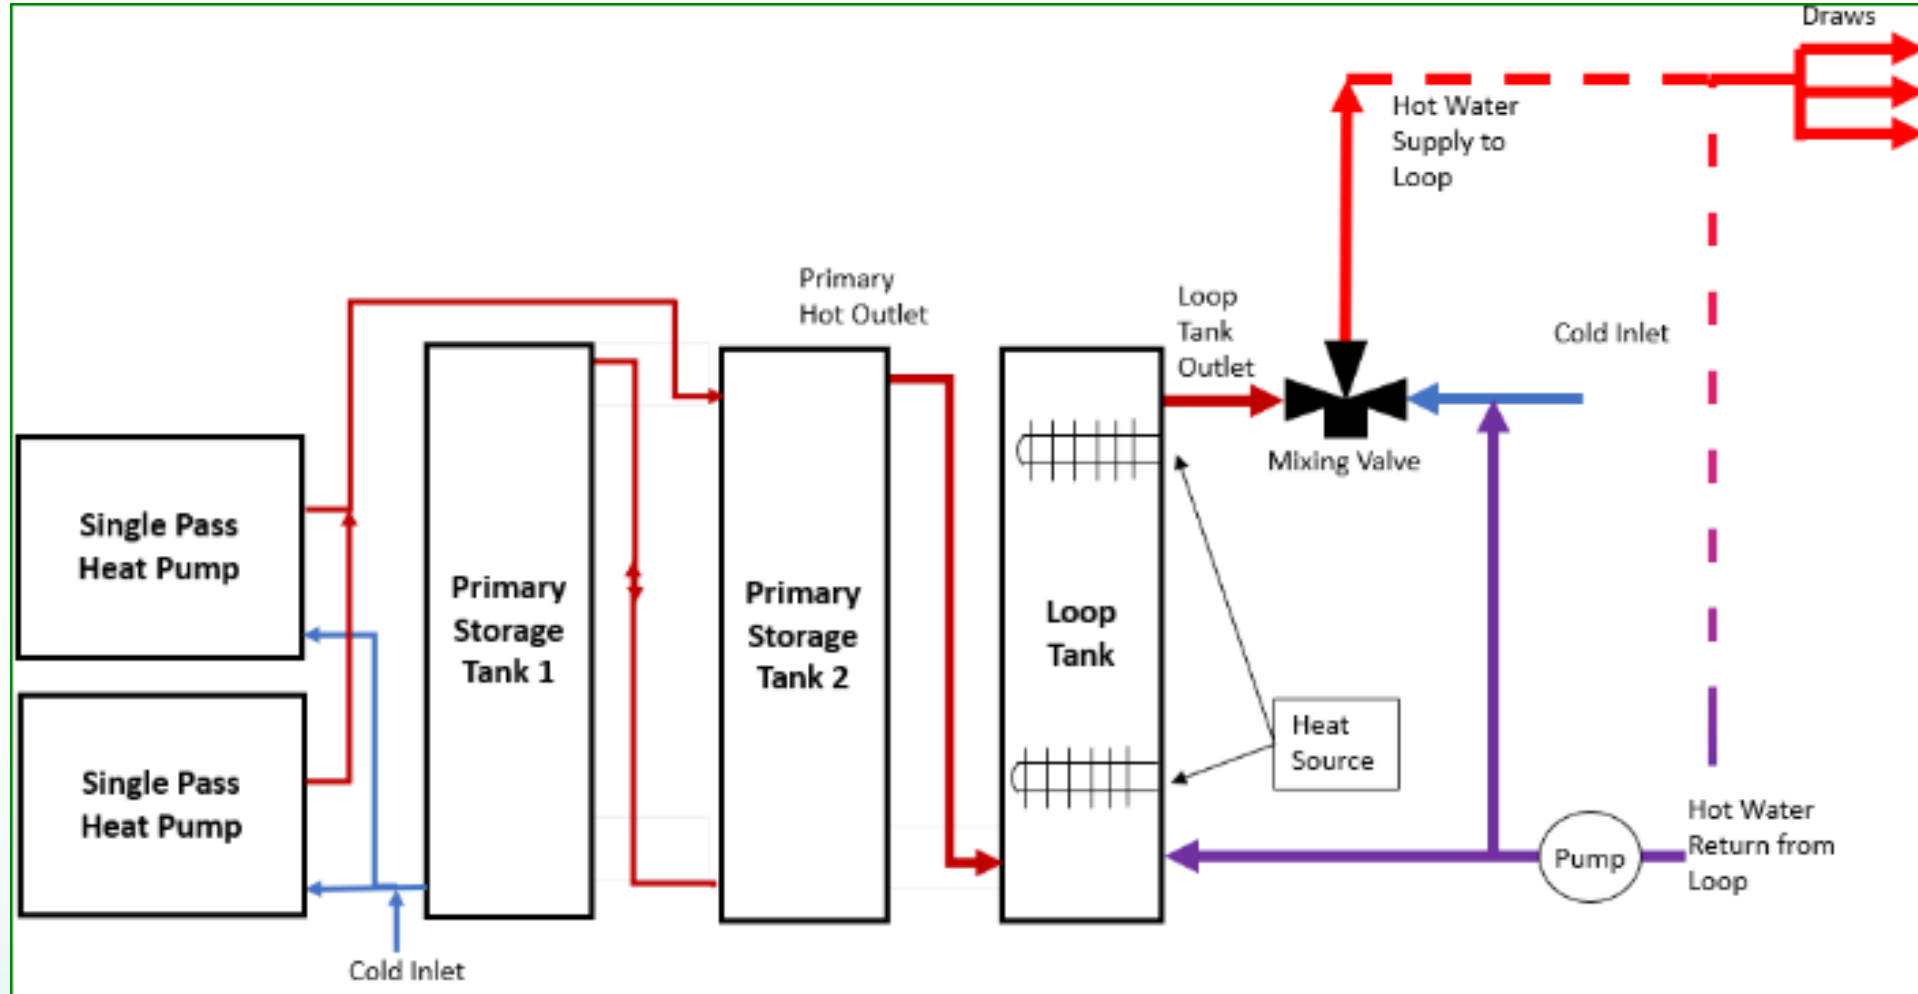 Draws
Hot Water
Supply to
Loop
Primary
Hot Outlet
Loop
Tank
Outlet
Cold Inlet
Mixing Valve
Single Pass
Heat Pump
Primary
Storage
Tank 1
Primary
Storage
Tank 2
Loop
Tank
Heat
Source
Single Pass
Heat Pump
Pump
Hot Water
Return from
Loop
Cold Inlet